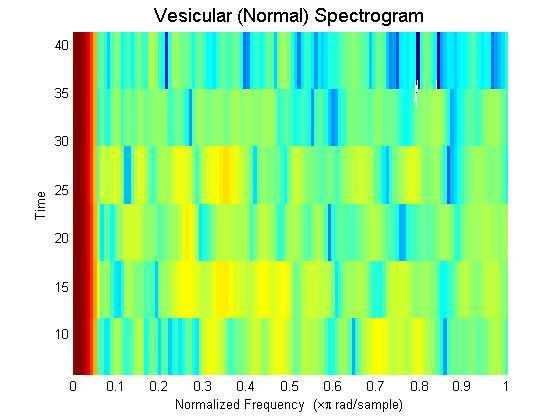 Vesicular (Normal) Spectrogram
40
35
30
25
20
15
10
Time
0 0.1 0.2 0.3 0.4 0.5 0.6 0.7 0.8 0.9 1
Normalized Frequency (×π rad/sample)